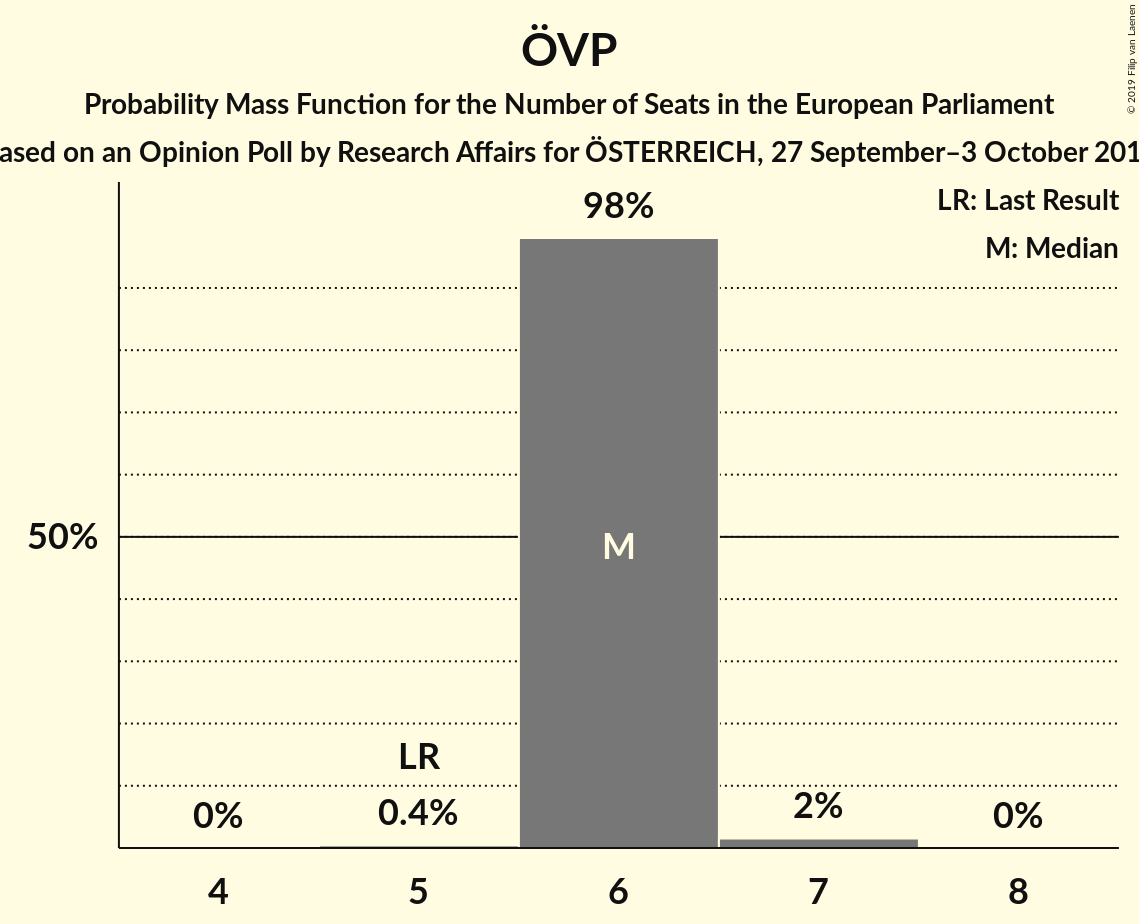 ÖVP
Probability Mass Function for the Number of Seats in the European Parliament
ased on an Opinion Poll by Research Affairs for ÖSTERREICH, 27 September–3 October 201
© 2019 Filip van Laenen
LR: Last Result
M: Median
98%
50%
M
LR
0%
0.4%
2%
0%
4
5
6
7
8